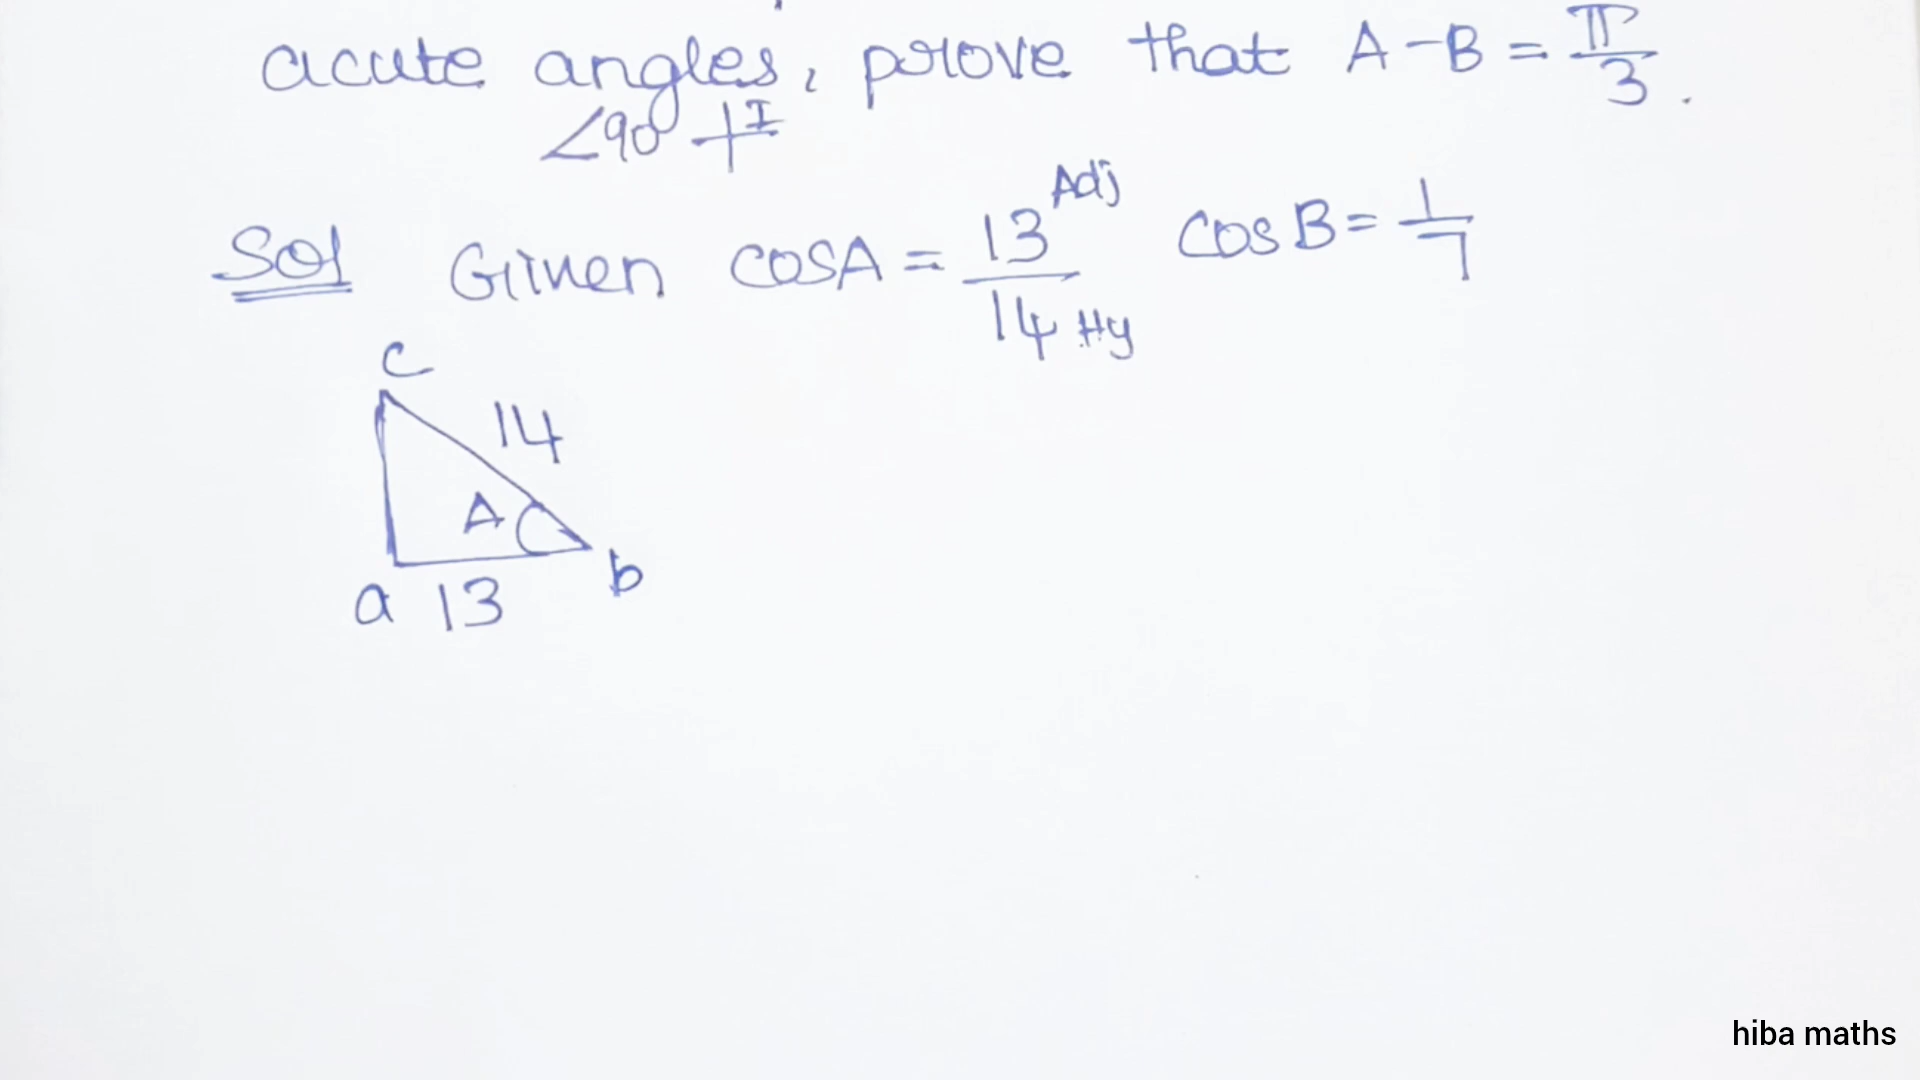 acute angles, prove that A-B = π/3.
∠90° + I
Sol Given cosA = 13/14 Adj Hy cosB = 1/7
c
14
A
a 13 b
hiba maths